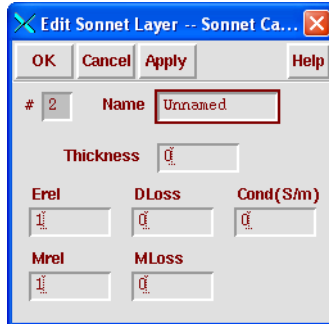 Edit Sonnet Layer -- Sonnet Ca...
OK Cancel Apply Help
# 2 Name Unnamed
Thickness 0
Erel DLoss Cond(S/m)
1 0 0
Mrel MLoss
1 0